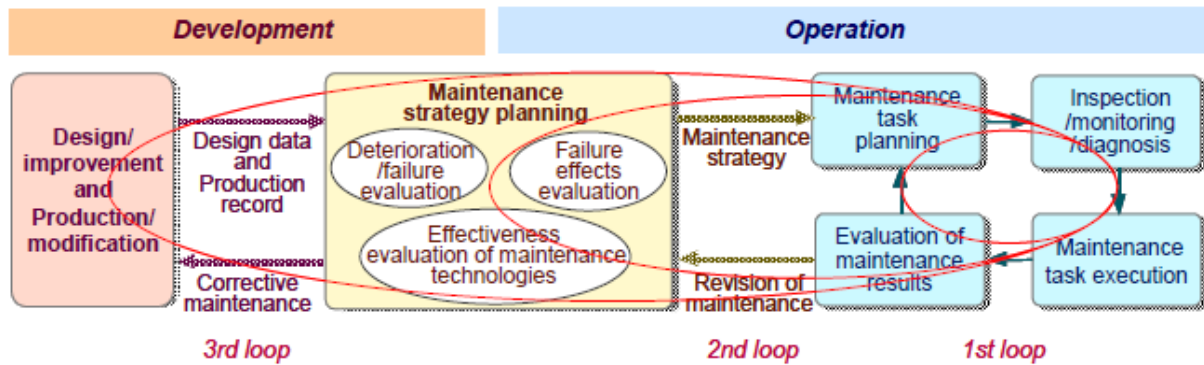 Development
Operation
Design/
improvement
and
Production/
modification
Design data
and
Production
record
Corrective
maintenance
Maintenance
strategy planning
Deterioration
/failure
evaluation
Failure
effects
evaluation
Effectiveness
evaluation of maintenance
technologies
Maintenance
strategy
Revision of
maintenance
Maintenance
task
planning
Inspection
/monitoring
/diagnosis
Evaluation of
maintenance
results
Maintenance
task execution
3rd loop
2nd loop
1st loop